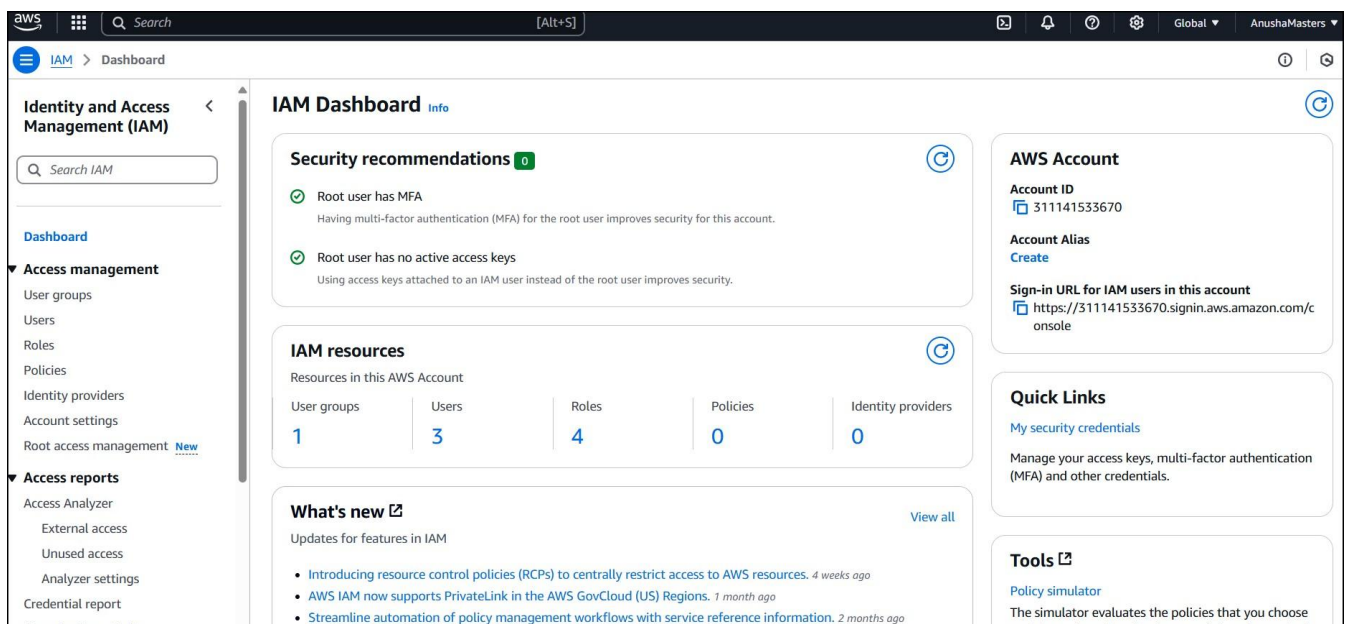 aws
Search
[Alt+S]
Global ▼
AnushaMasters ▼
IAM > Dashboard
Identity and Access Management (IAM)
Search IAM
Dashboard
Access management
User groups
Users
Roles
Policies
Identity providers
Account settings
Root access management New
Access reports
Access Analyzer
External access
Unused access
Analyzer settings
Credential report
IAM Dashboard Info
Security recommendations 0
Root user has MFA
Having multi-factor authentication (MFA) for the root user improves security for this account.
Root user has no active access keys
Using access keys attached to an IAM user instead of the root user improves security.
IAM resources
Resources in this AWS Account
User groups Users Roles Policies Identity providers
1 3 4 0 0
What's new
View all
Updates for features in IAM
• Introducing resource control policies (RCPs) to centrally restrict access to AWS resources. 4 weeks ago
• AWS IAM now supports PrivateLink in the AWS GovCloud (US) Regions. 1 month ago
• Streamline automation of policy management workflows with service reference information. 2 months ago
AWS Account
Account ID
311141533670
Account Alias
Create
Sign-in URL for IAM users in this account
https://311141533670.signin.aws.amazon.com/c
onsole
Quick Links
My security credentials
Manage your access keys, multi-factor authentication
(MFA) and other credentials.
Tools
Policy simulator
The simulator evaluates the policies that you choose